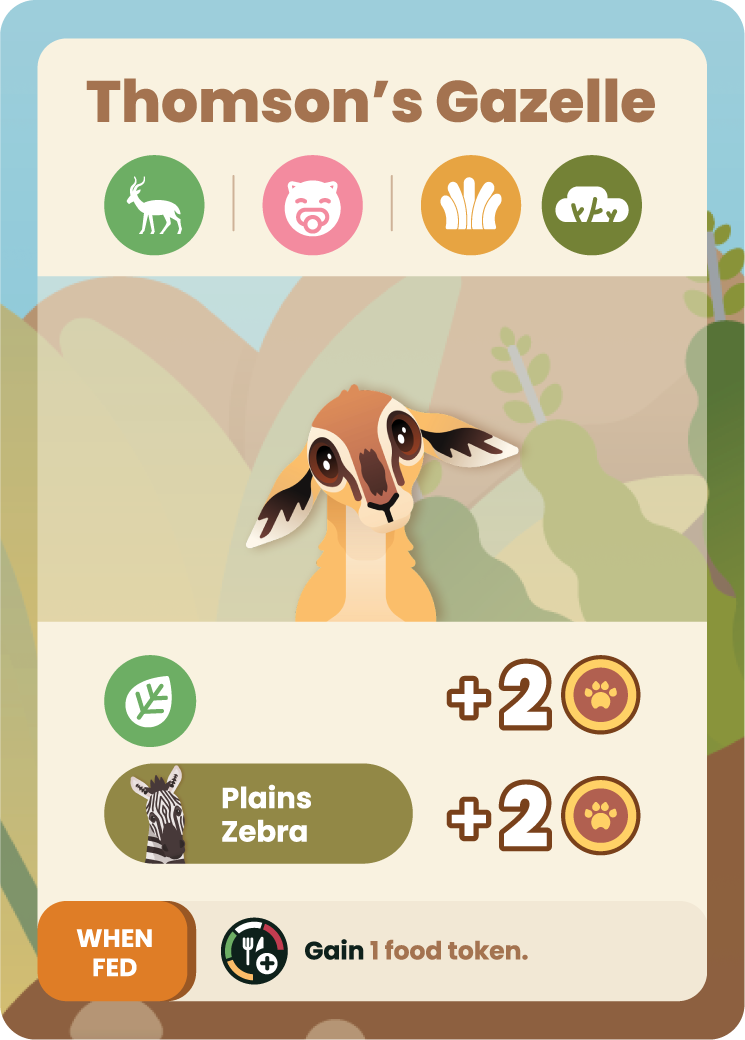 Thomson’s Gazelle
+2
Plains
Zebra
+2
WHEN
FED
Gain 1 food token.